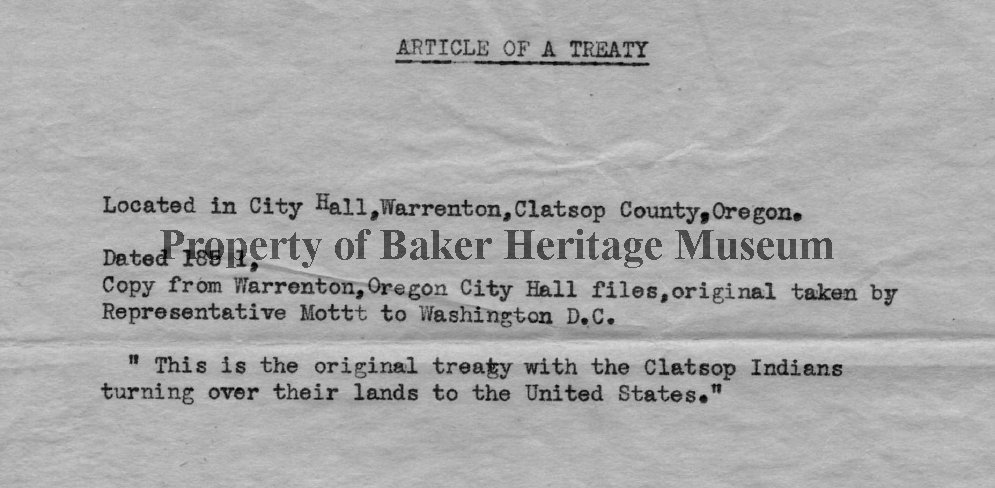 ARTICLE OF A TREATY
Located in City Hall,Warrenton,Clatsop County,Oregon.
Property of Baker Heritage Museum
Dated 1851,
Copy from Warrenton,Oregon City Hall files,original taken by
Representative Mottt to Washington D.C.
" This is the original treaty with the Clatsop Indians
turning over their lands to the United States."